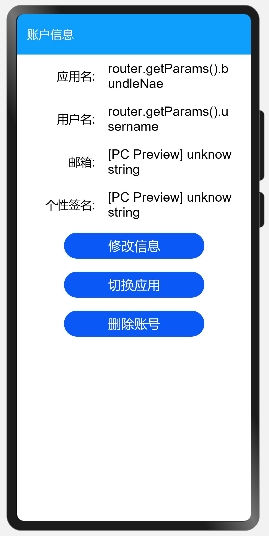 账户信息
应用名: router.getParams().b
undleNae
用户名: router.getParams().u
sername
邮箱: [PC Preview] unknow
string
个性签名: [PC Preview] unknow
string
修改信息
切换应用
删除账号